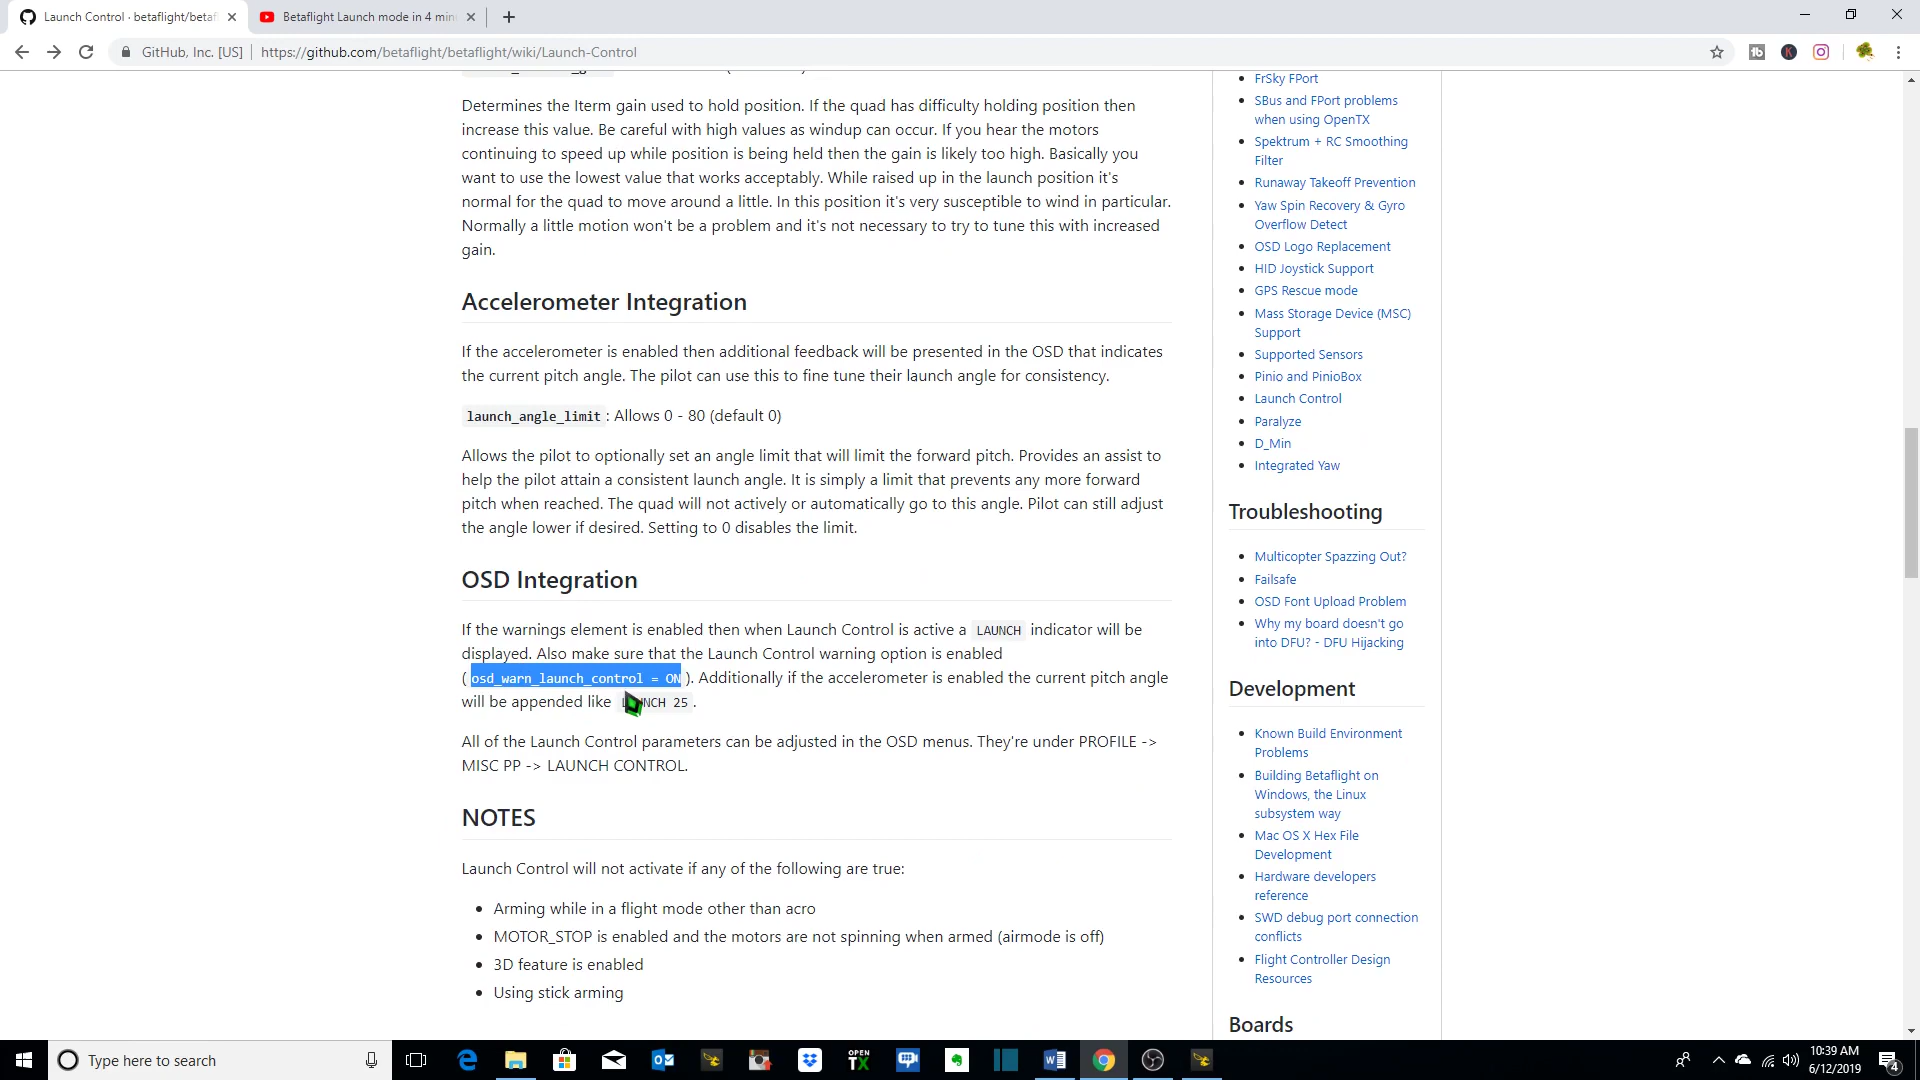 Launch Control · betaflight/betaf
Betaflight Launch mode in 4 min
GitHub, Inc. [US]
https://github.com/betaflight/betaflight/wiki/Launch-Control
Determines the Iterm gain used to hold position. If the quad has difficulty holding position then
increase this value. Be careful with high values as windup can occur. If you hear the motors
continuing to speed up while position is being held then the gain is likely too high. Basically you
want to use the lowest value that works acceptably. While raised up in the launch position it's
normal for the quad to move around a little. In this position it's very susceptible to wind in particular.
Normally a little motion won't be a problem and it's not necessary to try to tune this with increased
gain.
Accelerometer Integration
If the accelerometer is enabled then additional feedback will be presented in the OSD that indicates
the current pitch angle. The pilot can use this to fine tune their launch angle for consistency.
launch_angle_limit : Allows 0 - 80 (default 0)
Allows the pilot to optionally set an angle limit that will limit the forward pitch. Provides an assist to
help the pilot attain a consistent launch angle. It is simply a limit that prevents any more forward
pitch when reached. The quad will not actively or automatically go to this angle. Pilot can still adjust
the angle lower if desired. Setting to 0 disables the limit.
OSD Integration
If the warnings element is enabled then when Launch Control is active a LAUNCH indicator will be
displayed. Also make sure that the Launch Control warning option is enabled
( osd_warn_launch_control = ON ). Additionally if the accelerometer is enabled the current pitch angle
will be appended like LAUNCH 25 .
All of the Launch Control parameters can be adjusted in the OSD menus. They're under PROFILE ->
MISC PP -> LAUNCH CONTROL.
NOTES
Launch Control will not activate if any of the following are true:
• Arming while in a flight mode other than acro
• MOTOR_STOP is enabled and the motors are not spinning when armed (airmode is off)
• 3D feature is enabled
• Using stick arming
• FrSky FPort
• SBus and FPort problems
when using OpenTX
• Spektrum + RC Smoothing
Filter
• Runaway Takeoff Prevention
• Yaw Spin Recovery & Gyro
Overflow Detect
• OSD Logo Replacement
• HID Joystick Support
• GPS Rescue mode
• Mass Storage Device (MSC)
Support
• Supported Sensors
• Pinio and PinioBox
• Launch Control
• Paralyze
• D_Min
• Integrated Yaw
Troubleshooting
• Multicopter Spazzing Out?
• Failsafe
• OSD Font Upload Problem
• Why my board doesn't go
into DFU? - DFU Hijacking
Development
• Known Build Environment
Problems
• Building Betaflight on
Windows, the Linux
subsystem way
• Mac OS X Hex File
Development
• Hardware developers
reference
• SWD debug port connection
conflicts
• Flight Controller Design
Resources
Boards
Type here to search
OPEN
TX
10:39 AM
6/12/2019
4